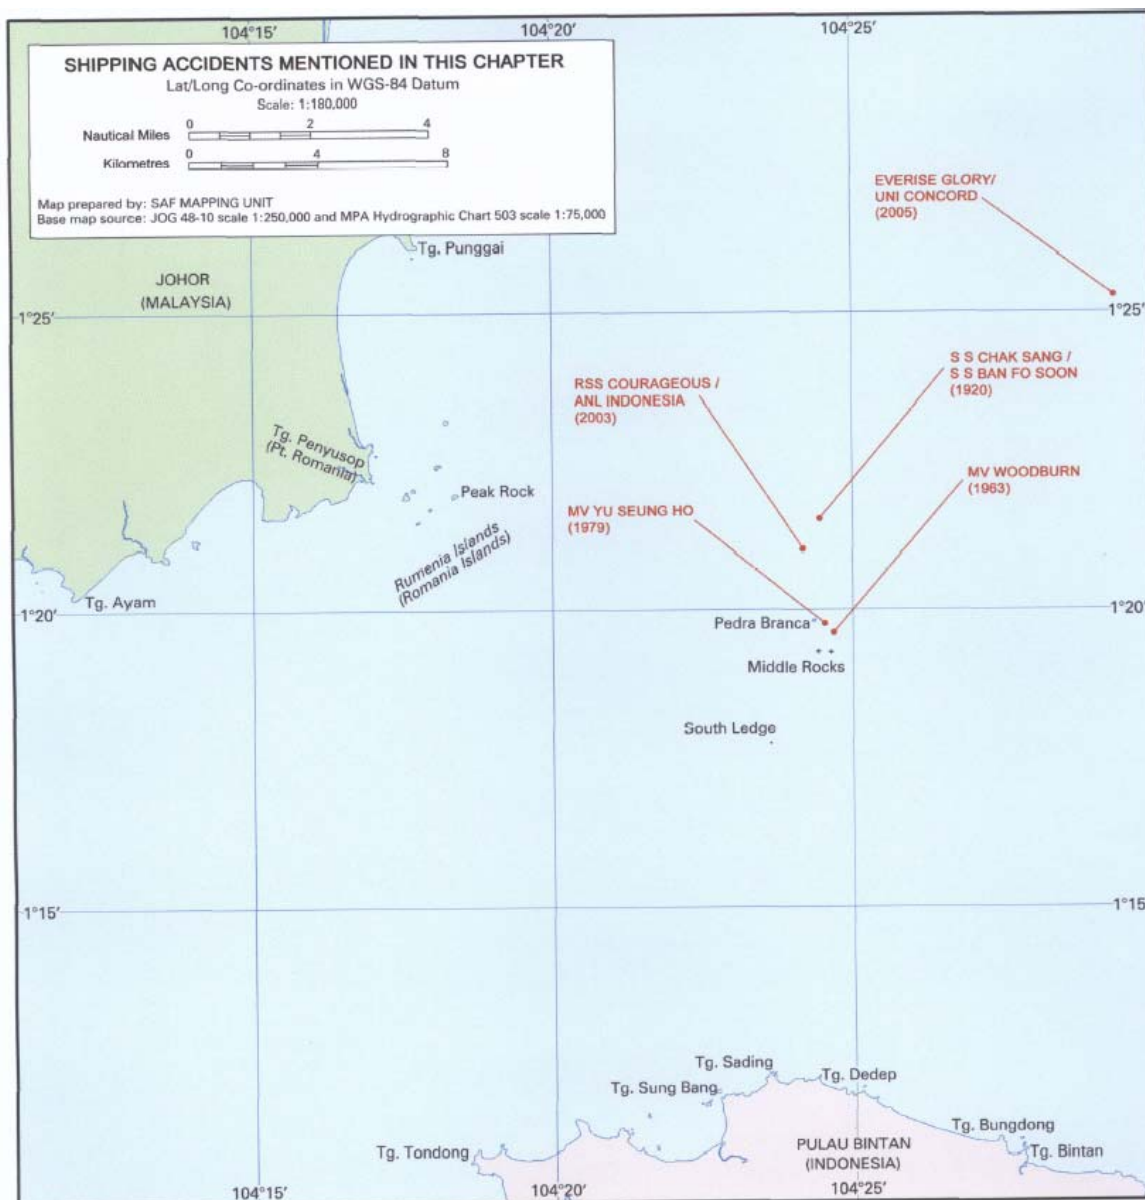 104°15′
104°20′
104°25′
SHIPPING ACCIDENTS MENTIONED IN THIS CHAPTER
Lat/Long Co-ordinates in WGS-84 Datum
Scale: 1:180,000
0 2 4
Nautical Miles
0 4 8
Kilometres
Map prepared by: SAF MAPPING UNIT
Base map source: JOG 48-10 scale 1:250,000 and MPA Hydrographic Chart 503 scale 1:75,000
EVERISE GLORY/
UNI CONCORD
(2005)
Tg. Punggai
JOHOR
(MALAYSIA)
1°25′
1°25′
S S CHAK SANG /
S S BAN FO SOON
(1920)
RSS COURAGEOUS /
ANL INDONESIA
(2003)
Tg. Penyusop
(Pt. Romania)
Peak Rock
MV WOODBURN
(1963)
MV YU SEUNG HO
(1979)
Rumenia Islands
(Romania Islands)
Tg. Ayam
1°20′
1°20′
Pedra Branca
Middle Rocks
South Ledge
1°15′
1°15′
Tg. Sading
Tg. Dedep
Tg. Sung Bang
Tg. Bungdong
Tg. Tondong
PULAU BINTAN
(INDONESIA)
Tg. Bintan
104°15′
104°20′
104°25′